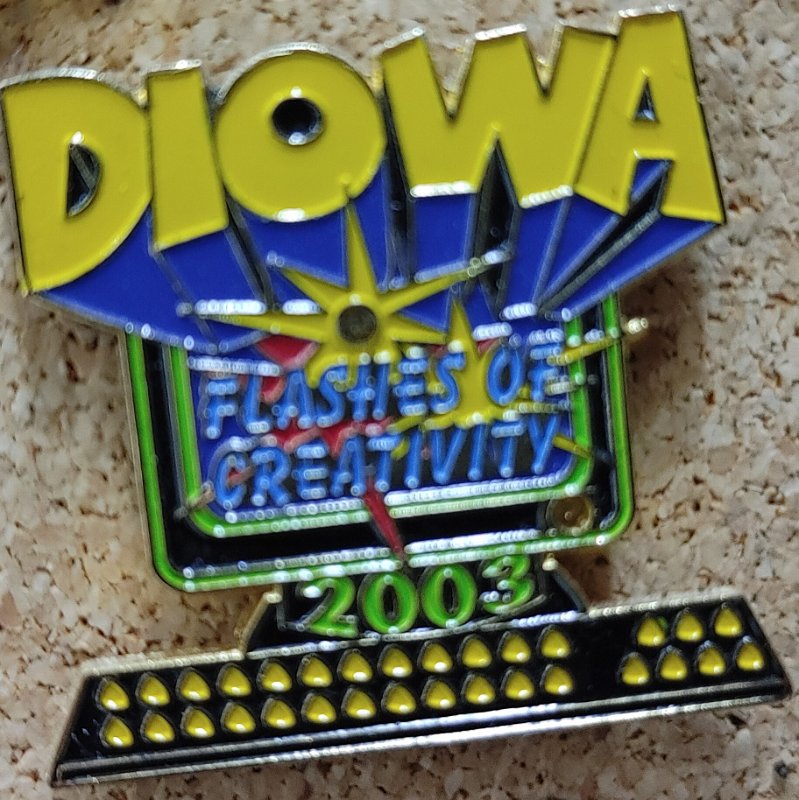 DIOWA
FLASHES OF
CREATIVITY
2003